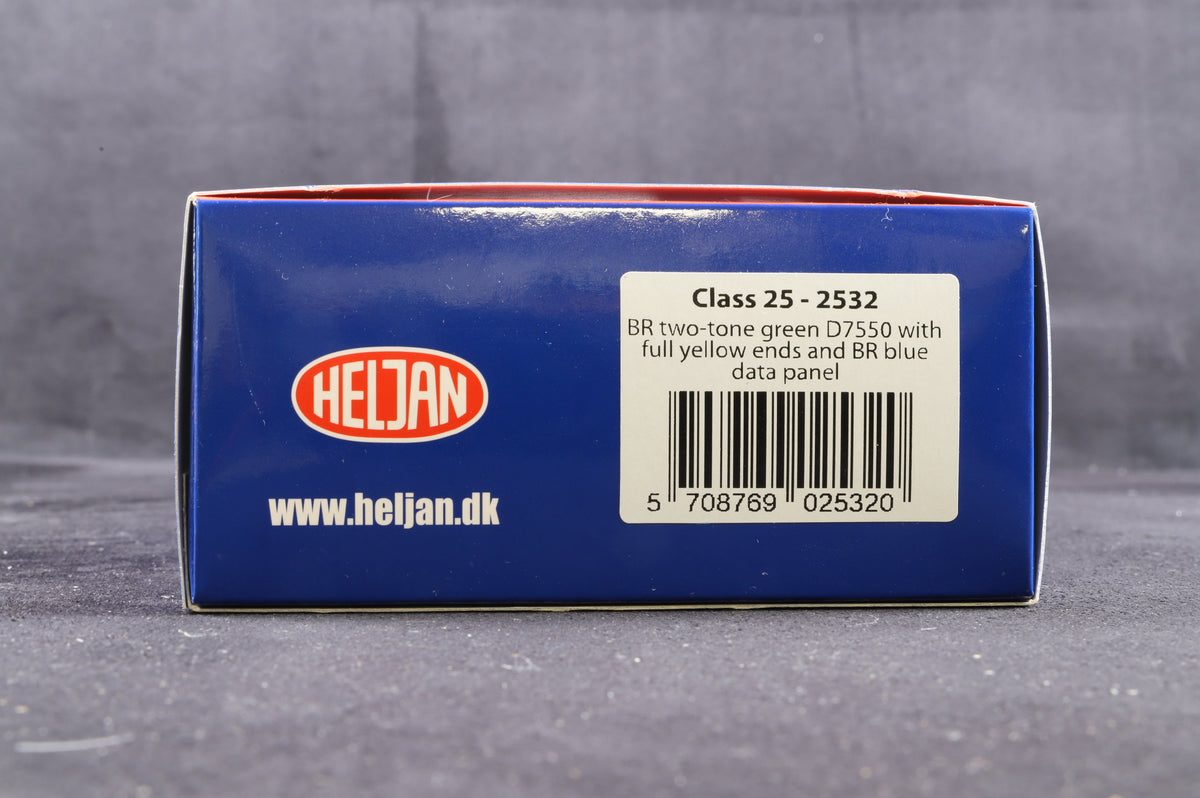 HELJAN
www.heljan.dk
Class 25 - 2532
BR two-tone green D7550 with
full yellow ends and BR blue
data panel
5 708769 025320